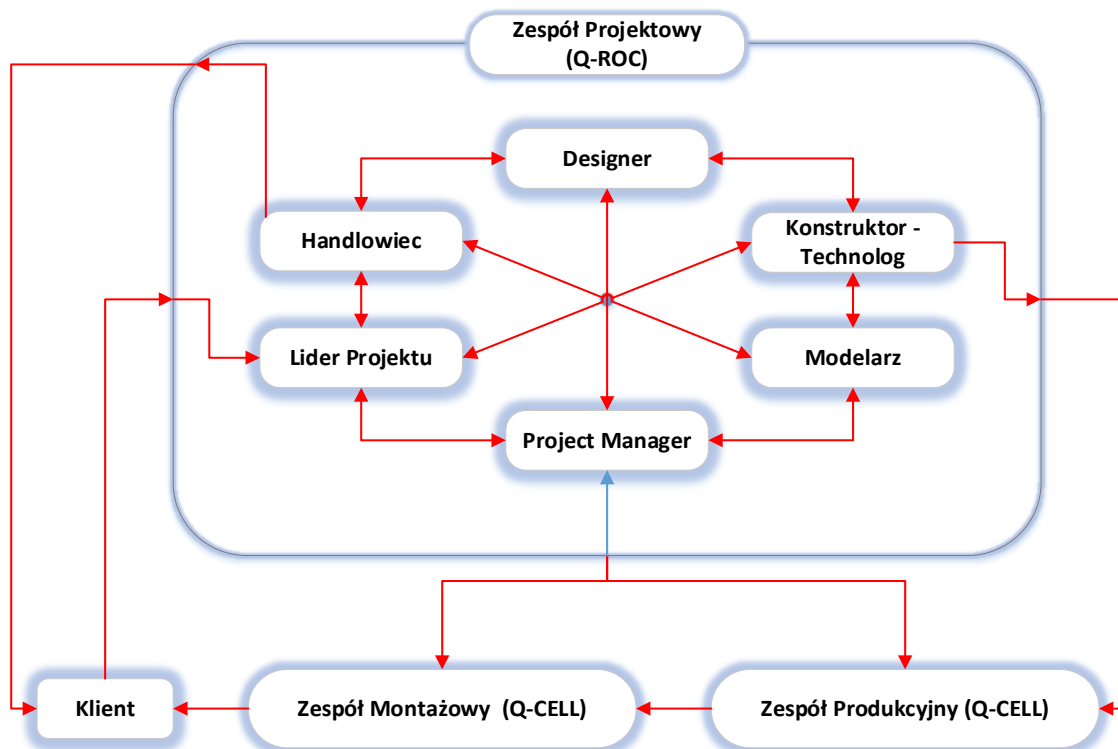 Zespół Projektowy
(Q-ROC)
Designer
Handlowiec
Konstruktor -
Technolog
Lider Projektu
Modelarz
Project Manager
Klient
Zespół Montażowy (Q-CELL)
Zespół Produkcyjny (Q-CELL)